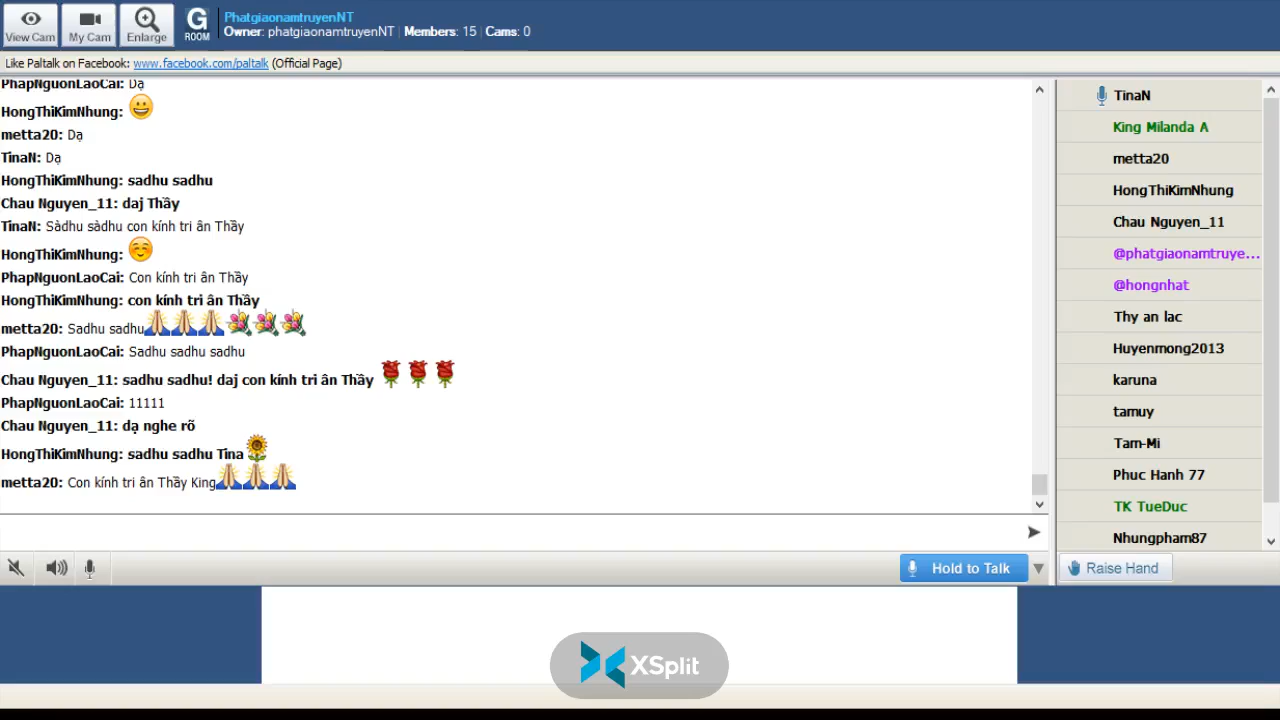 View Cam
My Cam
Enlarge
G
ROOM
PhatgiaonamtruyenNT
Owner: phatgiaonamtruyenNT | Members: 15 | Cams: 0
Like Paltalk on Facebook: www.facebook.com/paltalk (Official Page)
PhapNguonLaoCai: Dạ
HongThiKimNhung:
metta20: Dạ
TinaN: Dạ
HongThiKimNhung: sadhu sadhu
Chau Nguyen_11: daj Thầy
TinaN: Sàdhu sàdhu con kính tri ân Thầy
HongThiKimNhung:
PhapNguonLaoCai: Con kính tri ân Thầy
HongThiKimNhung: con kính tri ân Thầy
metta20: Sadhu sadhu
PhapNguonLaoCai: Sadhu sadhu sadhu
Chau Nguyen_11: sadhu sadhu! daj con kính tri ân Thầy
PhapNguonLaoCai: 11111
Chau Nguyen_11: dạ nghe rõ
HongThiKimNhung: sadhu sadhu Tina
metta20: Con kính tri ân Thầy King
TinaN
King Milanda A
metta20
HongThiKimNhung
Chau Nguyen_11
@phatgiaonamtruye...
@hongnhat
Thy an lac
Huyenmong2013
karuna
tamuy
Tam-Mi
Phuc Hanh 77
TK TueDuc
Nhungpham87
Hold to Talk
Raise Hand
XSplit